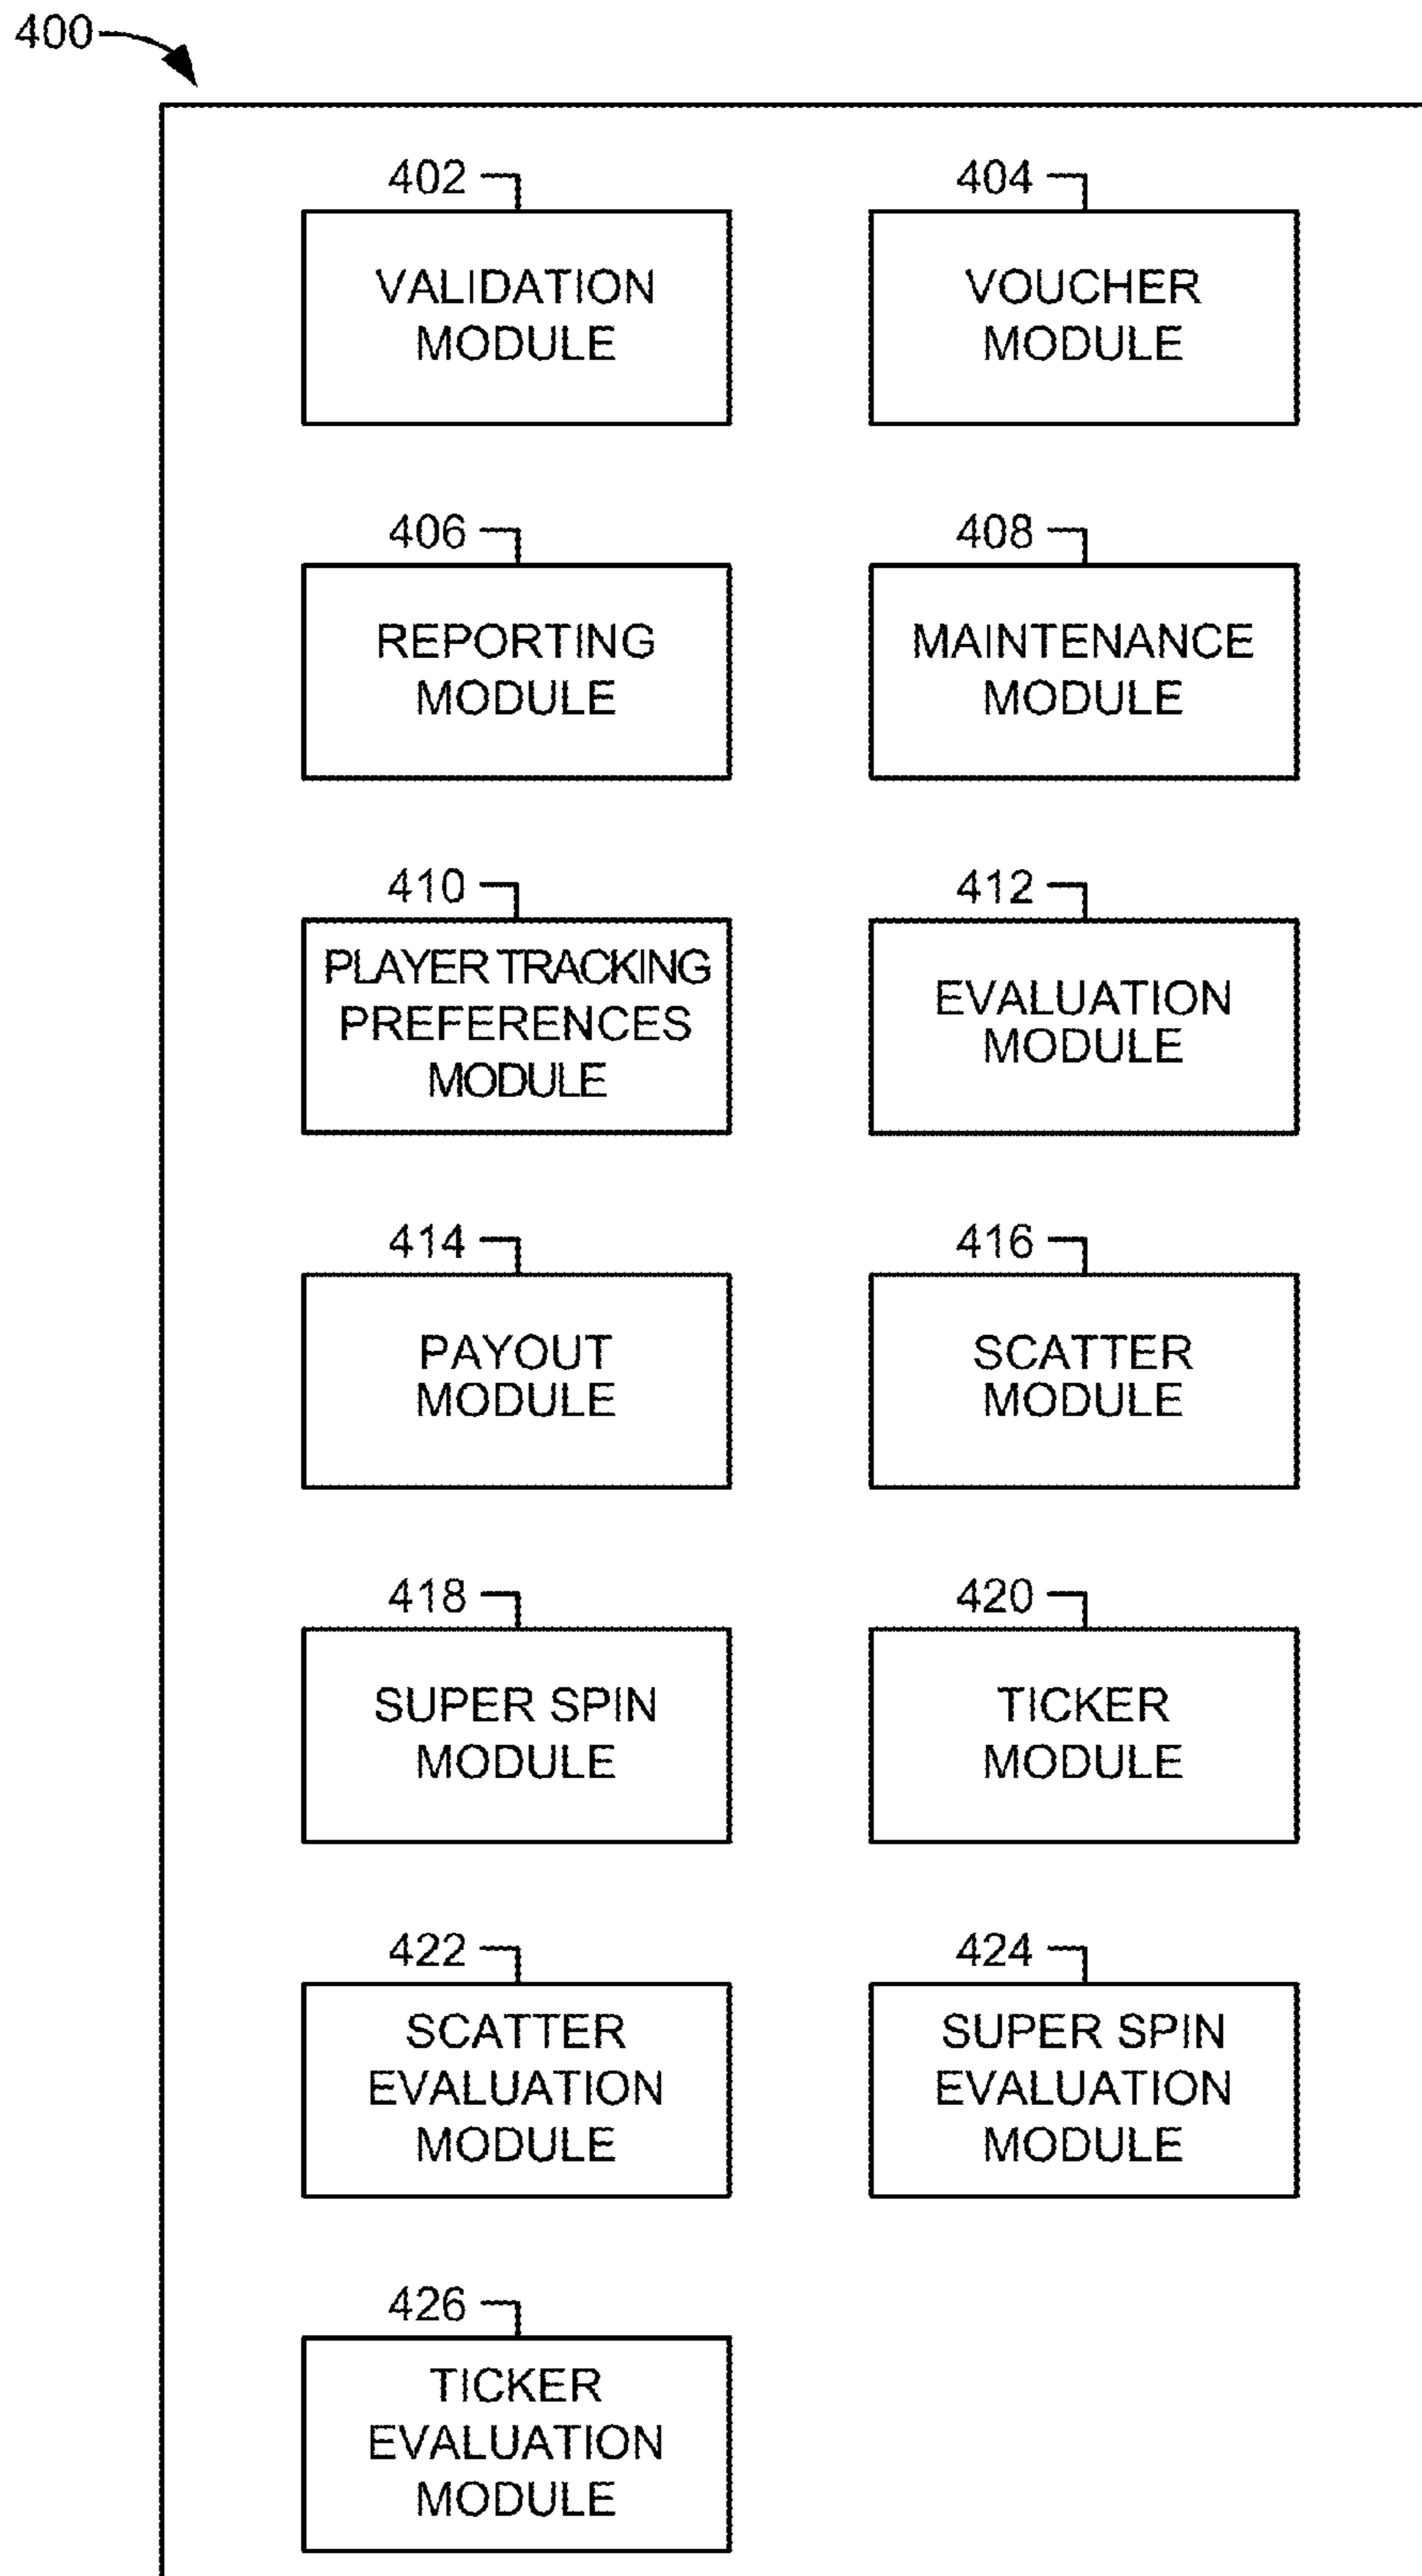 400
402
VALIDATION
MODULE
404
VOUCHER
MODULE
406
REPORTING
MODULE
408
MAINTENANCE
MODULE
410
PLAYER TRACKING
PREFERENCES
MODULE
412
EVALUATION
MODULE
414
PAYOUT
MODULE
416
SCATTER
MODULE
418
SUPER SPIN
MODULE
420
TICKER
MODULE
422
SCATTER
EVALUATION
MODULE
424
SUPER SPIN
EVALUATION
MODULE
426
TICKER
EVALUATION
MODULE